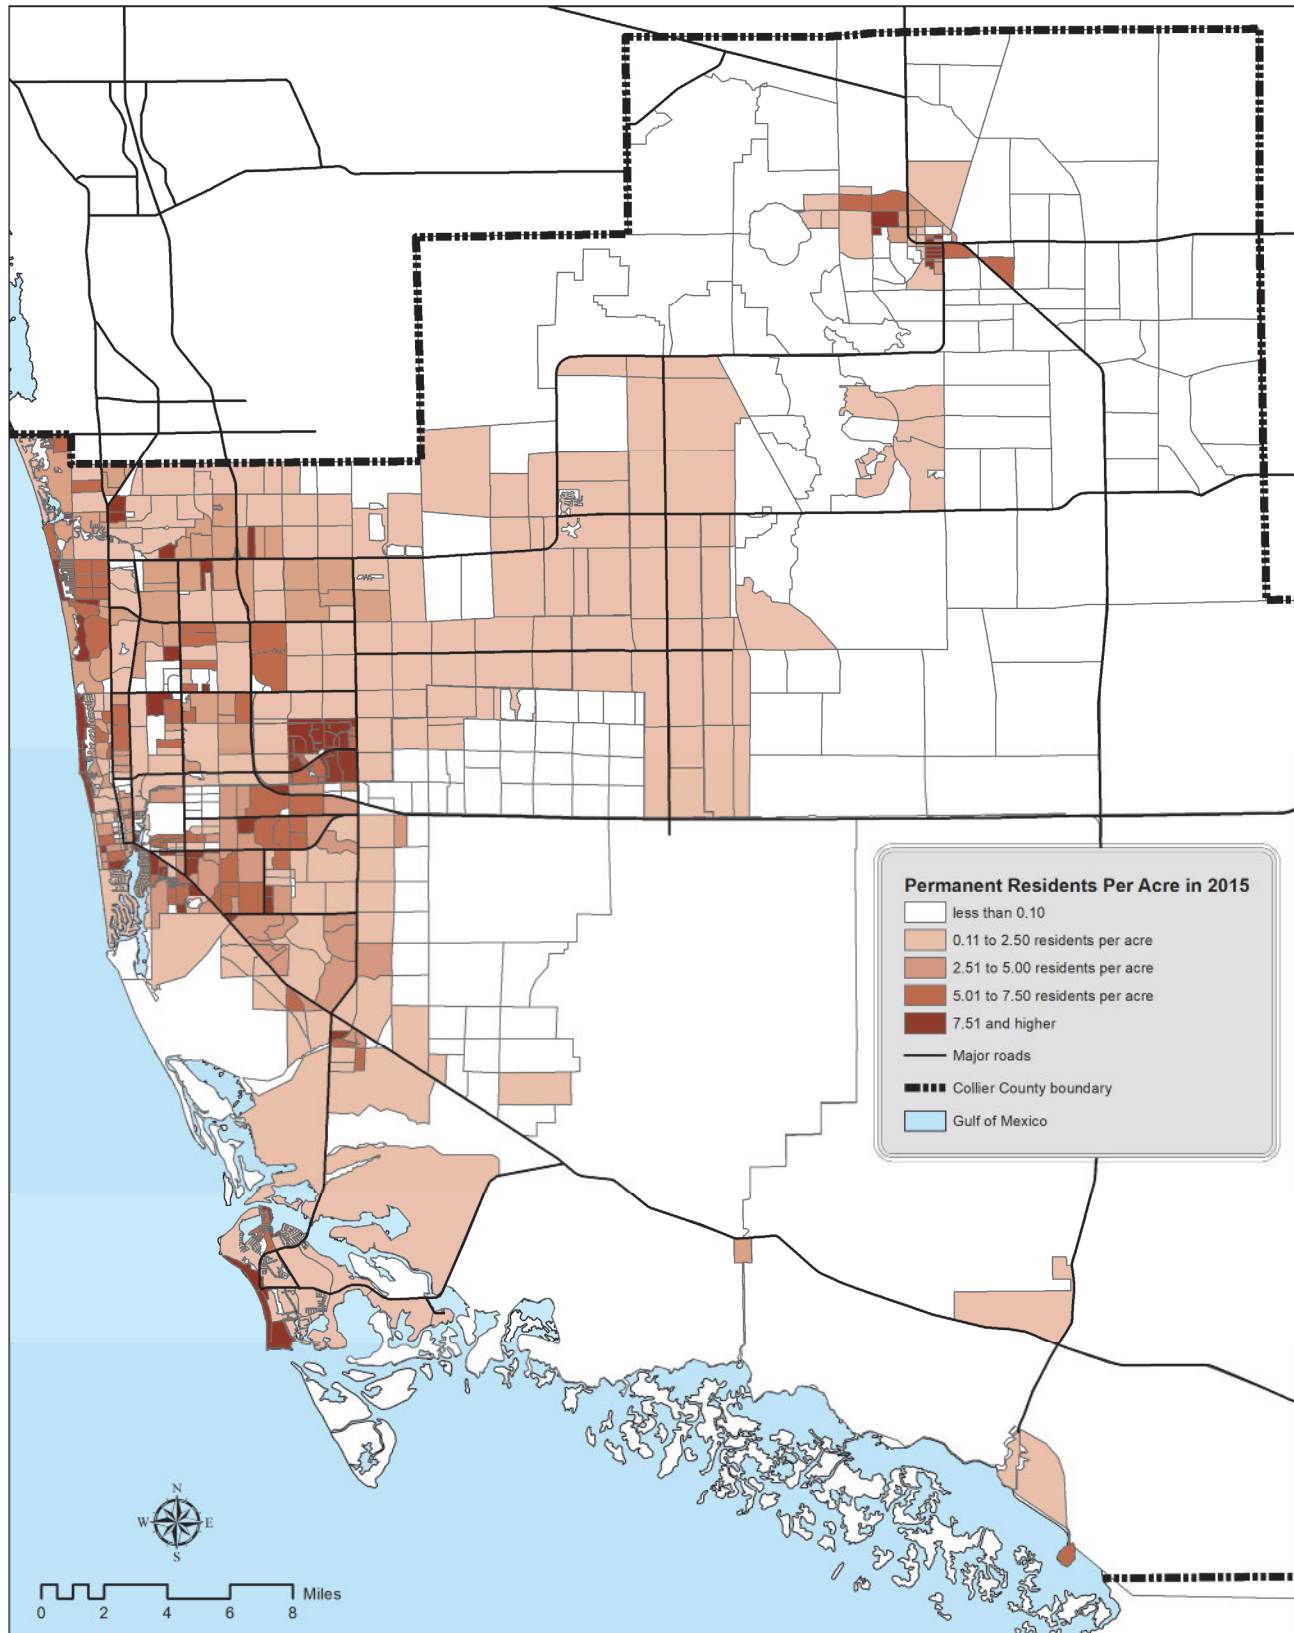 Permanent Residents Per Acre in 2015
less than 0.10
0.11 to 2.50 residents per acre
2.51 to 5.00 residents per acre
5.01 to 7.50 residents per acre
7.51 and higher
Major roads
Collier County boundary
Gulf of Mexico
N
W E
S
Miles
0 2 4 6 8